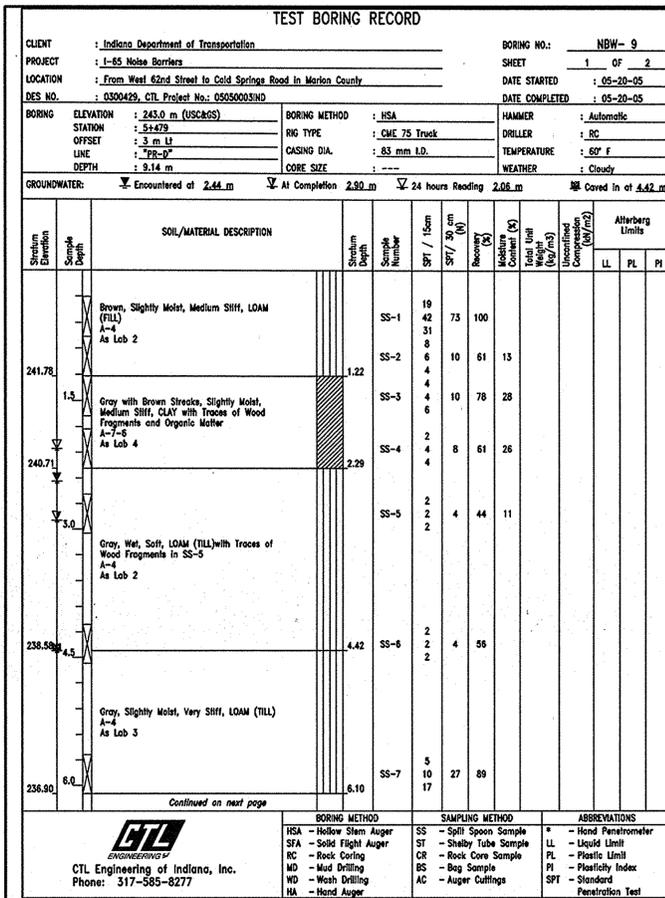 TEST BORING RECORD
CLIENT : Indiana Department of Transportation BORING NO.: NBW- 9
PROJECT : I-65 Noise Barriers SHEET 1 OF 2
LOCATION : From West 62nd Street to Cold Springs Road in Marion County DATE STARTED : 05-20-05
DES NO. : 0300429, CTL Project No.: 05050003IND DATE COMPLETED : 05-20-05
BORING ELEVATION : 243.0 m (USC&GS) BORING METHOD : HSA HAMMER : Automatic
STATION : 5+479 RIG TYPE : CME 75 Truck DRILLER : RC
OFFSET : 3 m Lt CASING DIA. : 83 mm I.D. TEMPERATURE : 60° F
LINE : "PR-D" CORE SIZE : --- WEATHER : Cloudy
DEPTH : 9.14 m
GROUNDWATER: Encountered at 2.44 m At Completion 2.90 m 24 hours Reading 2.06 m Caved in at 4.42 m
Stratum Elevation Sample Depth SOIL/MATERIAL DESCRIPTION Stratum Depth Sample Number SPT / 15cm SPT/ 30 cm (N) Recovery (%) Moisture Content (%) Total Unit Weight (kg/m3) Unconfined Compression (kN/m2) Atterberg Limits
LL PL PI
Brown, Slightly Moist, Medium Stiff, LOAM 19
(FILL) SS-1 42 73 100
A-4 31
As Lab 2 8
SS-2 6 10 61 13
241.78 1.22 4
4
1.5 Gray with Brown Streaks, Slightly Moist, SS-3 4 10 78 28
Medium Stiff, CLAY with Traces of Wood 6
Fragments and Organic Matter
A-7-6 2
As Lab 4 SS-4 4 8 61 26
240.71 2.29 4
2
3.0 SS-5 2 4 44 11
2
Gray, Wet, Soft, LOAM (TILL)with Traces of
Wood Fragments in SS-5
A-4
As Lab 2
2
238.58 4.5 4.42 SS-6 2 4 56
2
Gray, Slightly Moist, Very Stiff, LOAM (TILL)
A-4
As Lab 3
5
6.0 SS-7 10 27 89
236.90 6.10 17
Continued on next page
CTL
ENGINEERING
CTL Engineering of Indiana, Inc.
Phone: 317-585-8277
BORING METHOD SAMPLING METHOD ABBREVIATIONS
HSA - Hollow Stem Auger SS - Split Spoon Sample * - Hand Penetrometer
SFA - Solid Flight Auger ST - Shelby Tube Sample LL - Liquid Limit
RC - Rock Coring CR - Rock Core Sample PL - Plastic Limit
MD - Mud Drilling BS - Bag Sample PI - Plasticity Index
WD - Wash Drilling AC - Auger Cuttings SPT - Standard
HA - Hand Auger Penetration Test